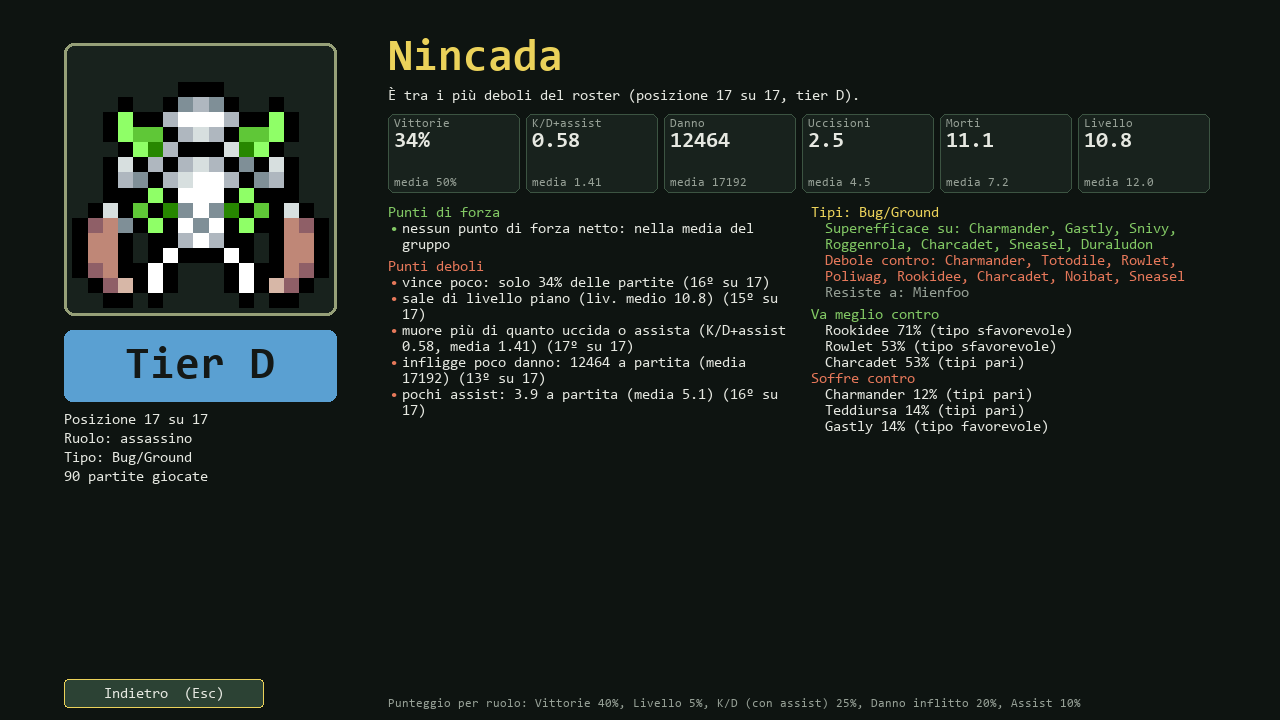 Nincada
È tra i più deboli del roster (posizione 17 su 17, tier D).
Vittorie
34%
media 50%
K/D+assist
0.58
media 1.41
Danno
12464
media 17192
Uccisioni
2.5
media 4.5
Morti
11.1
media 7.2
Livello
10.8
media 12.0
Tier D
Posizione 17 su 17
Ruolo: assassino
Tipo: Bug/Ground
90 partite giocate
Punti di forza
• nessun punto di forza netto: nella media del
gruppo
Punti deboli
• vince poco: solo 34% delle partite (16º su 17)
• sale di livello piano (liv. medio 10.8) (15º su
17)
• muore più di quanto uccida o assista (K/D+assist
0.58, media 1.41) (17º su 17)
• infligge poco danno: 12464 a partita (media
17192) (13º su 17)
• pochi assist: 3.9 a partita (media 5.1) (16º su
17)
Tipi: Bug/Ground
Superefficace su: Charmander, Gastly, Snivy,
Roggenrola, Charcadet, Sneasel, Duraludon
Debole contro: Charmander, Totodile, Rowlet,
Poliwag, Rookidee, Charcadet, Noibat, Sneasel
Resiste a: Mienfoo
Va meglio contro
Rookidee 71% (tipo sfavorevole)
Rowlet 53% (tipo sfavorevole)
Charcadet 53% (tipi pari)
Soffre contro
Charmander 12% (tipi pari)
Teddiursa 14% (tipi pari)
Gastly 14% (tipo favorevole)
Indietro (Esc)
Punteggio per ruolo: Vittorie 40%, Livello 5%, K/D (con assist) 25%, Danno inflitto 20%, Assist 10%